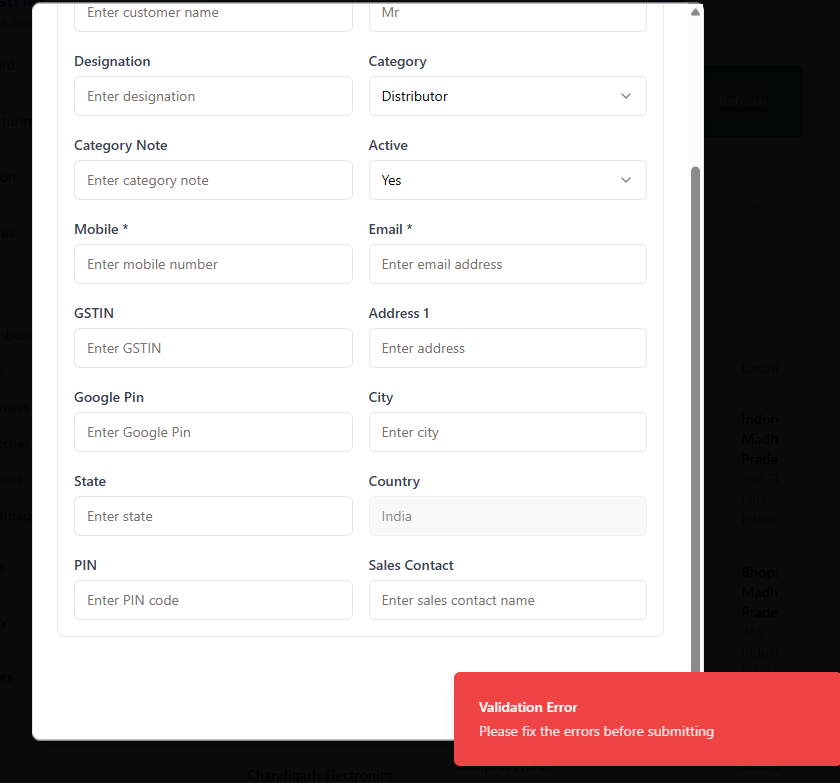 Enter customer name
Mr
Designation
Category
Enter designation
Distributor
Refresh
Category Note
Active
Enter category note
Yes
Mobile *
Email *
Enter mobile number
Enter email address
GSTIN
Address 1
Enter GSTIN
Enter address
Google Pin
City
Enter Google Pin
Enter city
State
Country
Enter state
India
PIN
Sales Contact
Enter PIN code
Enter sales contact name
Validation Error
Please fix the errors before submitting
Chandigarh Electronics